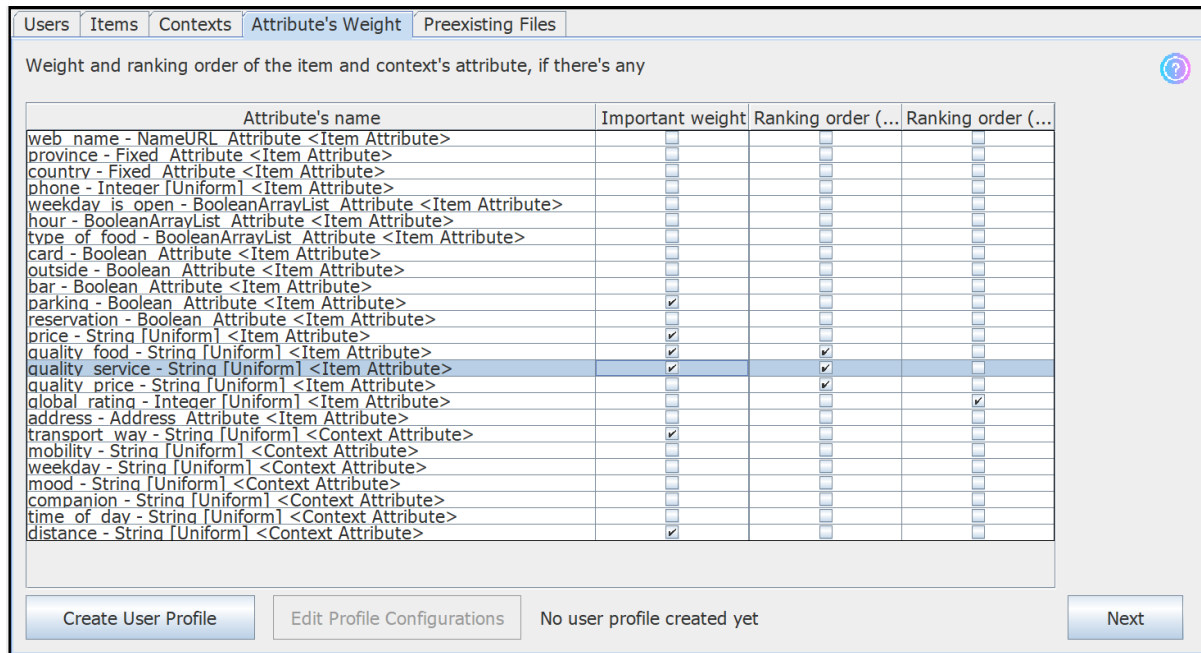 Users Items Contexts Attribute's Weight Preexisting Files
Weight and ranking order of the item and context's attribute, if there's any
?
Attribute's name Important weight Ranking order (... Ranking order (...
web_name - NameURL_Attribute <Item Attribute>
province - Fixed_Attribute <Item Attribute>
country - Fixed_Attribute <Item Attribute>
phone - Integer [Uniform] <Item Attribute>
weekday_is_open - BooleanArrayList_Attribute <Item Attribute>
hour - BooleanArrayList_Attribute <Item Attribute>
type_of_food - BooleanArrayList_Attribute <Item Attribute>
card - Boolean_Attribute <Item Attribute>
outside - Boolean_Attribute <Item Attribute>
bar - Boolean_Attribute <Item Attribute>
parking - Boolean_Attribute <Item Attribute>
reservation - Boolean_Attribute <Item Attribute>
price - String [Uniform] <Item Attribute>
quality_food - String [Uniform] <Item Attribute>
quality_service - String [Uniform] <Item Attribute>
quality_price - String [Uniform] <Item Attribute>
global_rating - Integer [Uniform] <Item Attribute>
address - Address_Attribute <Item Attribute>
transport_way - String [Uniform] <Context Attribute>
mobility - String [Uniform] <Context Attribute>
weekday - String [Uniform] <Context Attribute>
mood - String [Uniform] <Context Attribute>
companion - String [Uniform] <Context Attribute>
time_of_day - String [Uniform] <Context Attribute>
distance - String [Uniform] <Context Attribute>
Create User Profile Edit Profile Configurations No user profile created yet Next